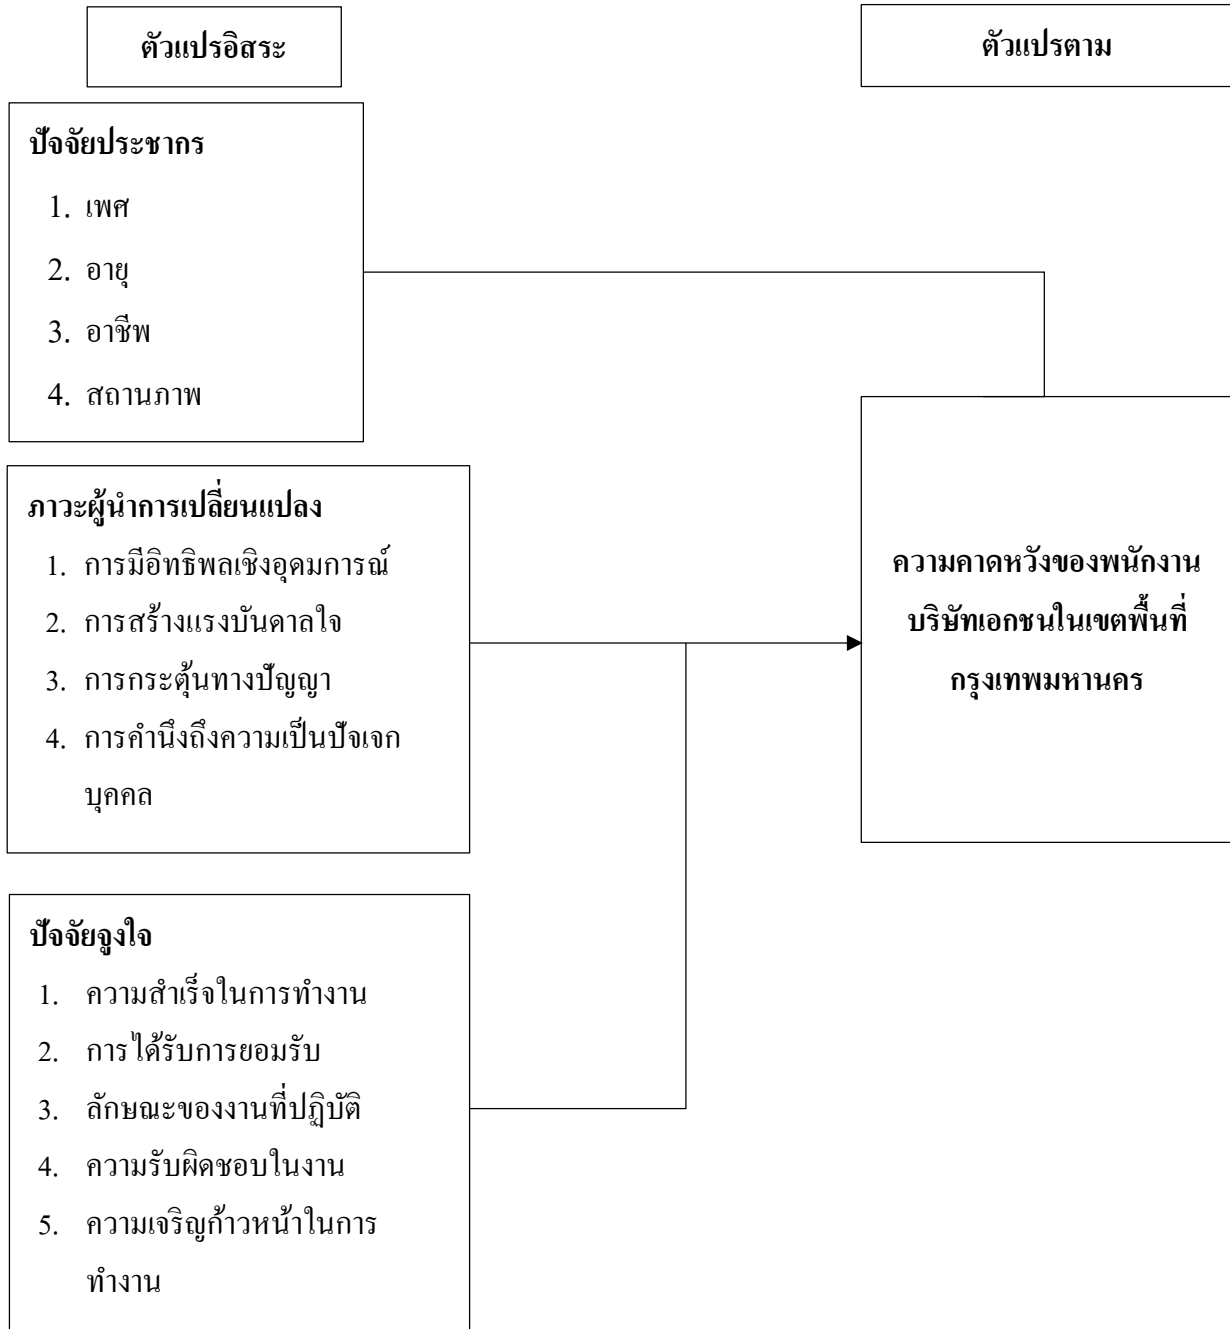 ตัวแปรอิสระ
ตัวแปรตาม
ปัจจัยประชากร
1. เพศ
2. อายุ
3. อาชีพ
4. สถานภาพ
ภาวะผู้นำการเปลี่ยนแปลง
1. การมีอิทธิพลเชิงอุดมการณ์
2. การสร้างแรงบันดาลใจ
3. การกระตุ้นทางปัญญา
4. การคำนึงถึงความเป็นปัจเจก
บุคคล
ความคาดหวังของพนักงาน
บริษัทเอกชนในเขตพื้นที่
กรุงเทพมหานคร
ปัจจัยจูงใจ
1. ความสำเร็จในการทำงาน
2. การได้รับการยอมรับ
3. ลักษณะของงานที่ปฏิบัติ
4. ความรับผิดชอบในงาน
5. ความเจริญก้าวหน้าในการ
ทำงาน